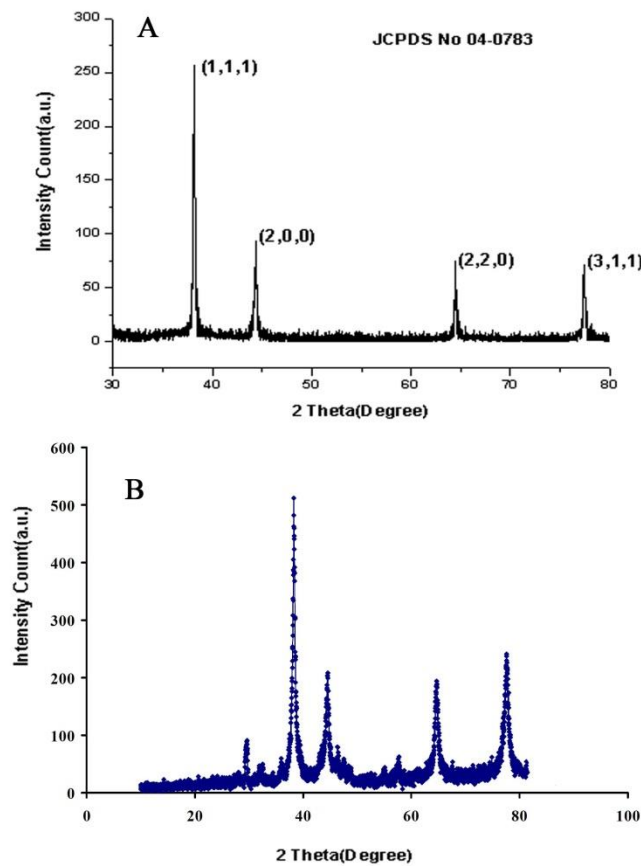 A
JCPDS No 04-0783
(1,1,1)
(2,0,0)
(2,2,0)
(3,1,1)
Intensity Count(a.u.)
300
250
200
150
100
50
0
30 40 50 60 70 80
2 Theta(Degree)
B
Intensity Count(a.u.)
600
500
400
300
200
100
0
0 20 40 60 80 100
2 Theta(Degree)